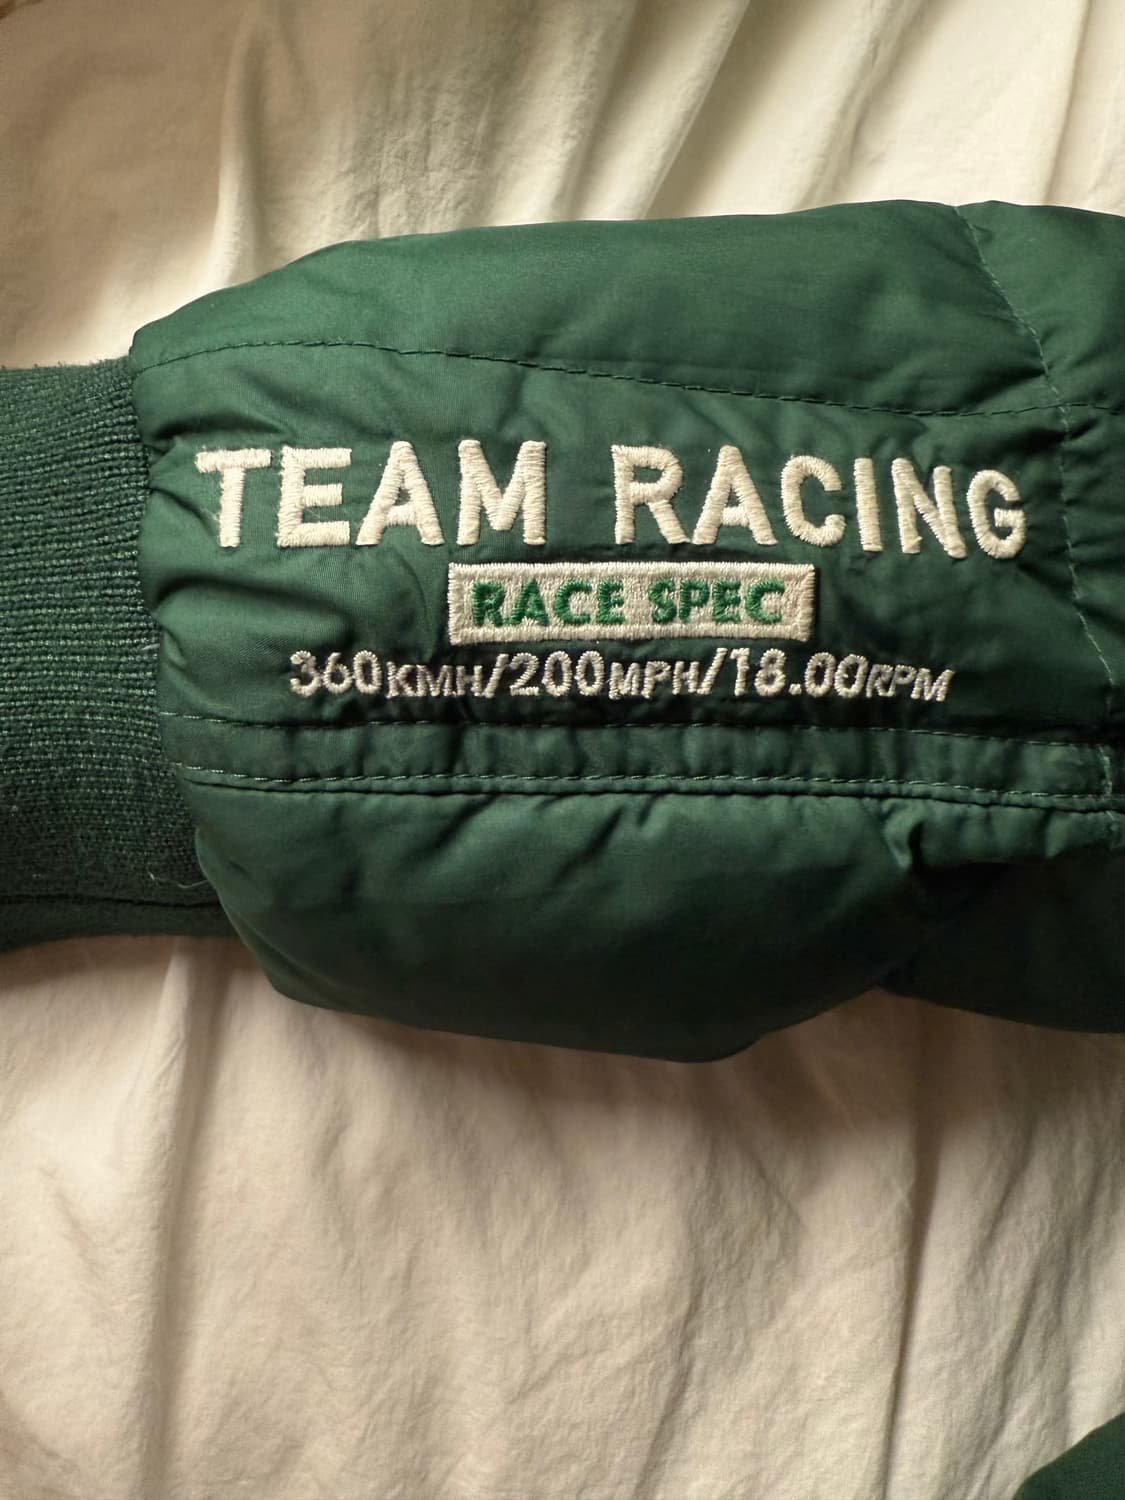 TEAM RACING
RACE SPEC
360KMH/200MPH/18.00RPM